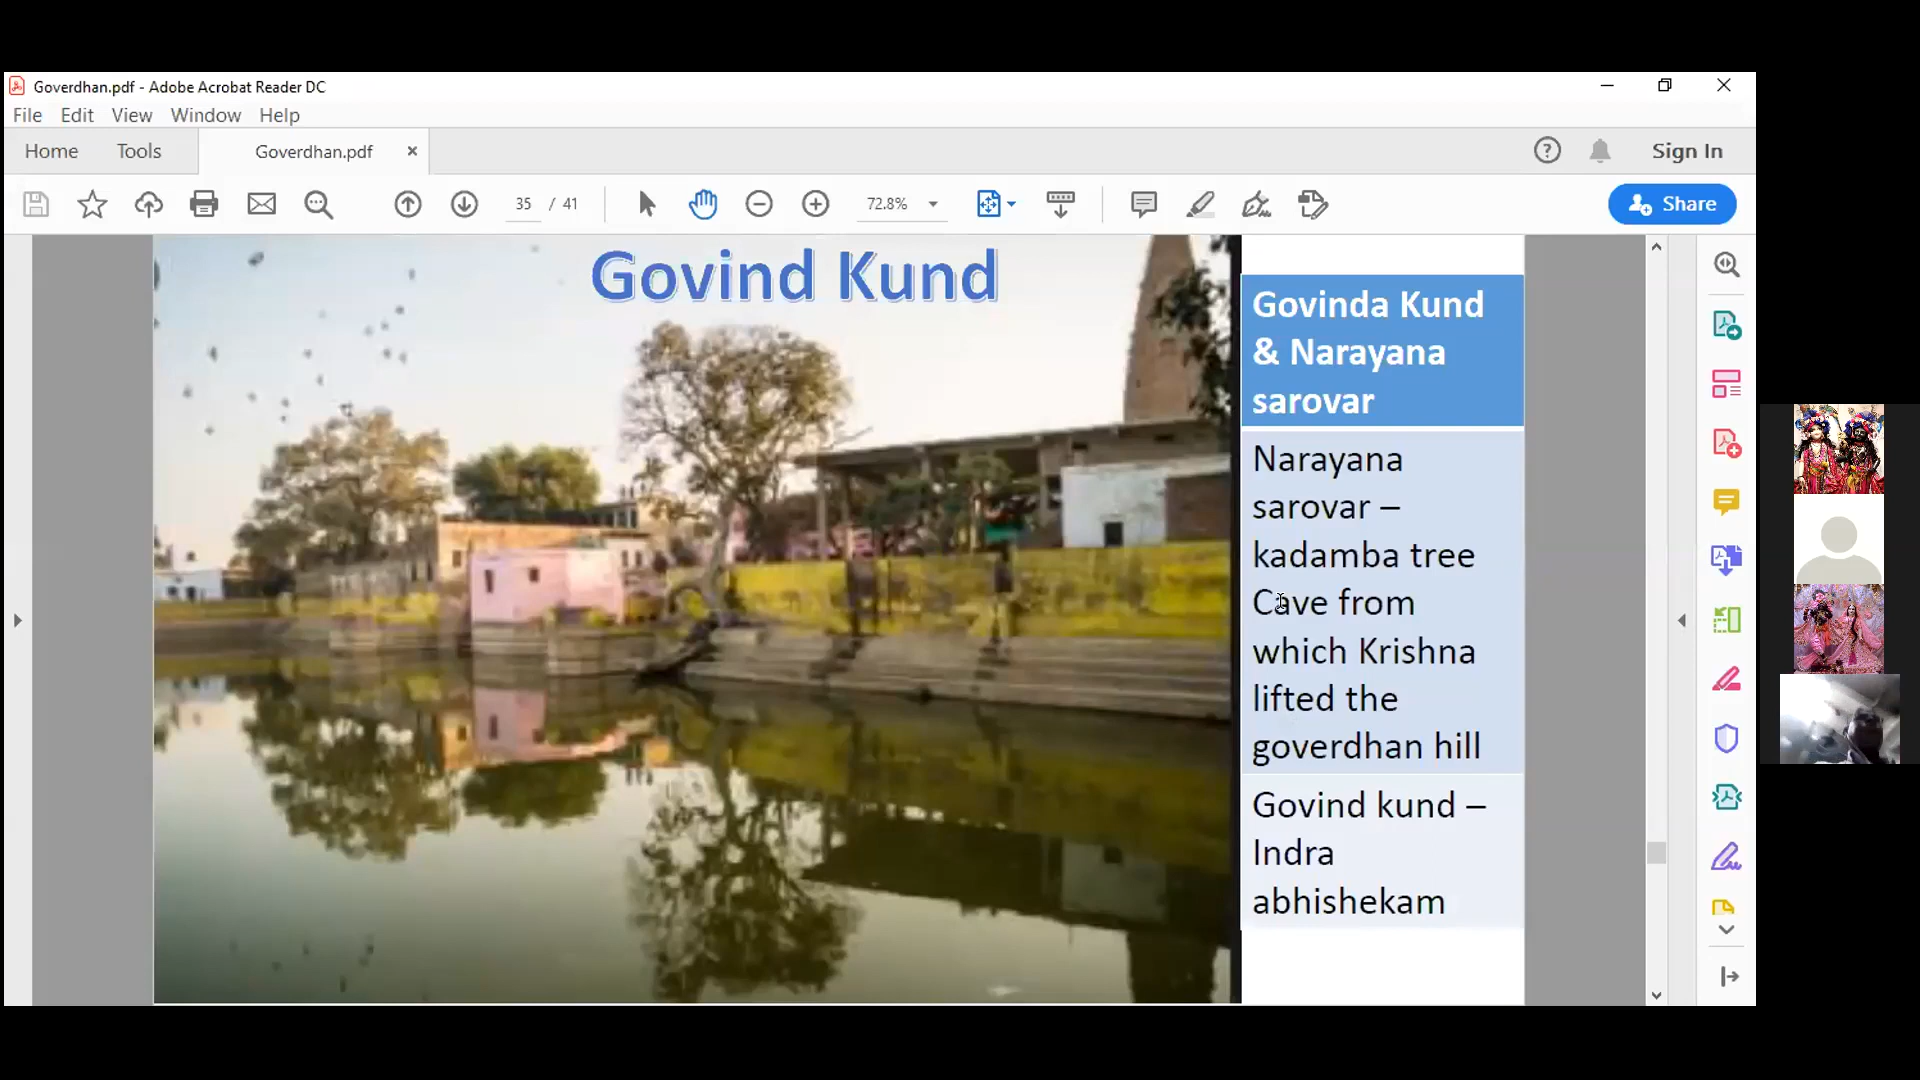 Goverdhan.pdf - Adobe Acrobat Reader DC
File Edit View Window Help
Home Tools Goverdhan.pdf Sign In
35 / 41 72.8% Share
Govind Kund
Govinda Kund
& Narayana
sarovar
Narayana
sarovar –
kadamba tree
Cave from
which Krishna
lifted the
goverdhan hill
Govind kund –
Indra
abhishekam